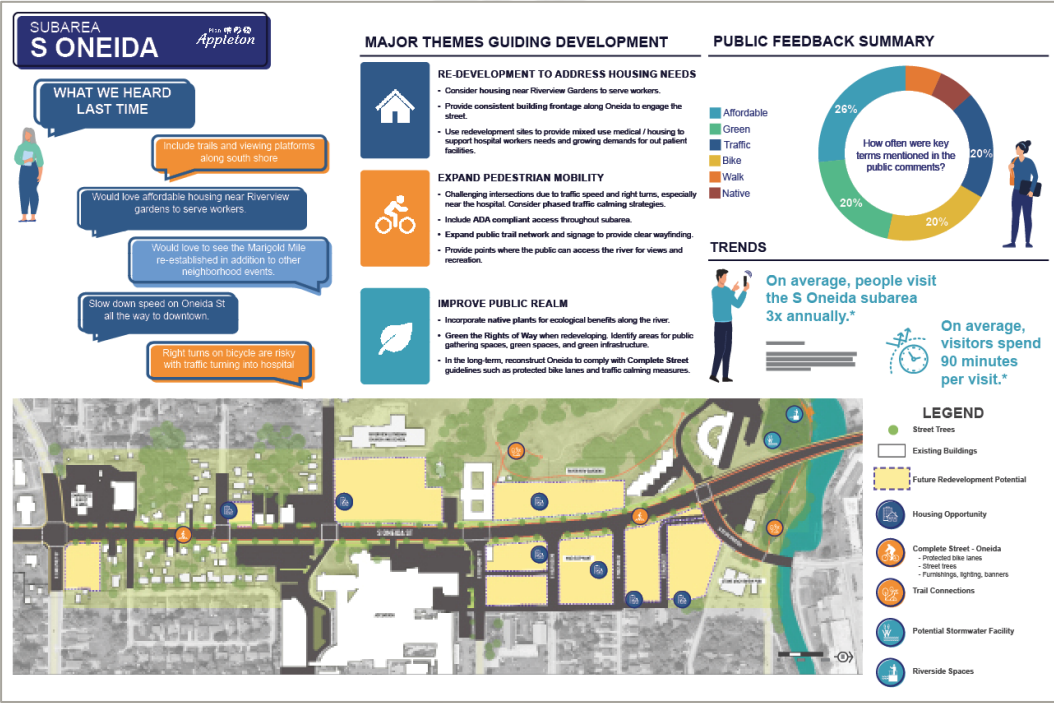 SUBAREA
S ONEIDA
Plan
Appleton
WHAT WE HEARD
LAST TIME
Include trails and viewing platforms
along south shore
Would love affordable housing near Riverview
gardens to serve workers.
Would love to see the Marigold Mile
re-established in addition to other
neighborhood events.
Slow down speed on Oneida St
all the way to downtown.
Right turns on bicycle are risky
with traffic turning into hospital
MAJOR THEMES GUIDING DEVELOPMENT
RE-DEVELOPMENT TO ADDRESS HOUSING NEEDS
- Consider housing near Riverview Gardens to serve workers.
- Provide consistent building frontage along Oneida to engage the
street.
- Use redevelopment sites to provide mixed use medical / housing to
support hospital workers needs and growing demands for out patient
facilities.
EXPAND PEDESTRIAN MOBILITY
- Challenging intersections due to traffic speed and right turns, especially
near the hospital. Consider phased traffic calming strategies.
- Include ADA compliant access throughout subarea.
- Expand public trail network and signage to provide clear wayfinding.
- Provide points where the public can access the river for views and
recreation.
IMPROVE PUBLIC REALM
- Incorporate native plants for ecological benefits along the river.
- Green the Rights of Way when redeveloping. Identify areas for public
gathering spaces, green spaces, and green infrastructure.
- In the long-term, reconstruct Oneida to comply with Complete Street
guidelines such as protected bike lanes and traffic calming measures.
PUBLIC FEEDBACK SUMMARY
Affordable
Green
Traffic
Bike
Walk
Native
26%
20%
20%
20%
How often were key
terms mentioned in the
public comments?
TRENDS
On average, people visit
the S Oneida subarea
3x annually.*
On average,
visitors spend
90 minutes
per visit.*
S ONEIDA ST
LEGEND
Street Trees
Existing Buildings
Future Redevelopment Potential
Housing Opportunity
Complete Street - Oneida
- Protected bike lanes
- Street trees
- Furnishings, lighting, banners
Trail Connections
Potential Stormwater Facility
Riverside Spaces